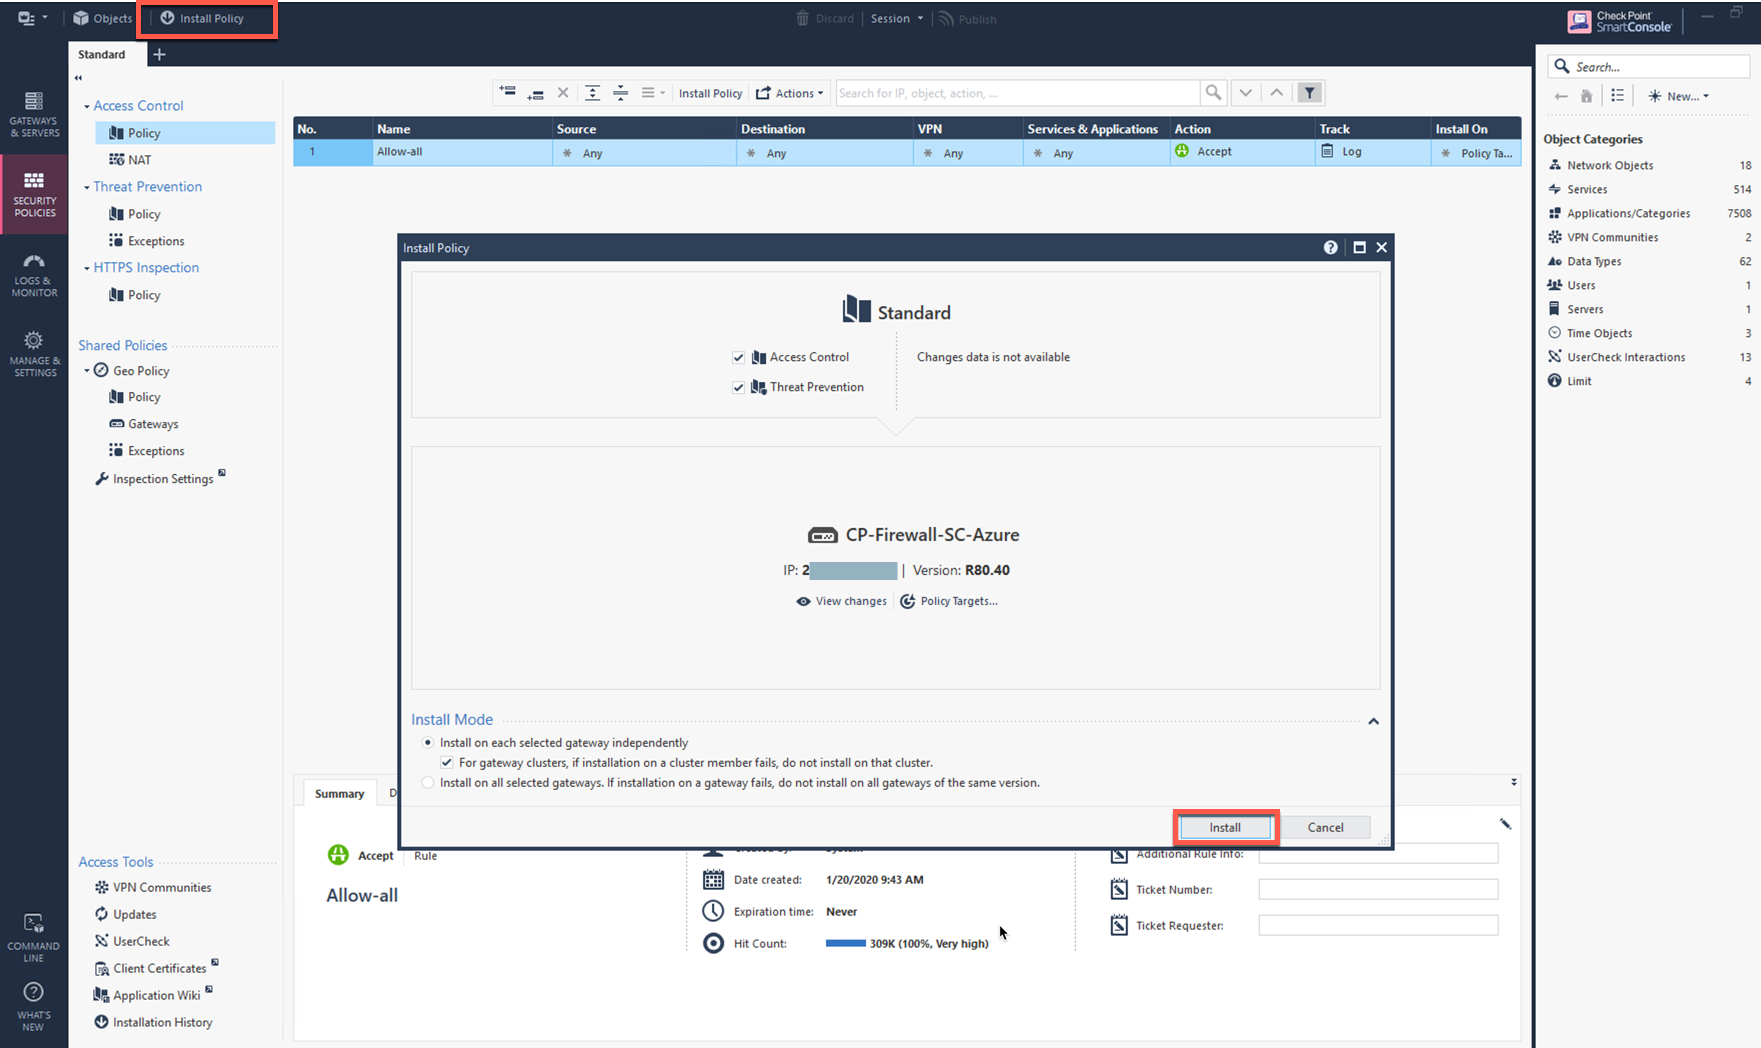 Objects
Install Policy
Discard
Session
Publish
Check Point
SmartConsole
Standard
+
GATEWAYS
& SERVERS
SECURITY
POLICIES
LOGS &
MONITOR
MANAGE &
SETTINGS
COMMAND
LINE
WHAT'S
NEW
Access Control
Policy
NAT
Threat Prevention
Policy
Exceptions
HTTPS Inspection
Policy
Shared Policies
Geo Policy
Policy
Gateways
Exceptions
Inspection Settings
Access Tools
VPN Communities
Updates
UserCheck
Client Certificates
Application Wiki
Installation History
Install Policy
Actions
Search for IP, object, action, ...
No. Name Source Destination VPN Services & Applications Action Track Install On
1 Allow-all * Any * Any * Any * Any Accept Log * Policy Ta...
Install Policy
Standard
Access Control
Threat Prevention
Changes data is not available
CP-Firewall-SC-Azure
IP: 2 | Version: R80.40
View changes
Policy Targets...
Install Mode
Install on each selected gateway independently
For gateway clusters, if installation on a cluster member fails, do not install on that cluster.
Install on all selected gateways. If installation on a gateway fails, do not install on all gateways of the same version.
Install
Cancel
Summary
D
Accept
Rule
Allow-all
Date created: 1/20/2020 9:43 AM
Expiration time: Never
Hit Count: 309K (100%, Very high)
Additional Rule Info:
Ticket Number:
Ticket Requester:
Search...
New...
Object Categories
Network Objects 18
Services 514
Applications/Categories 7508
VPN Communities 2
Data Types 62
Users 1
Servers 1
Time Objects 3
UserCheck Interactions 13
Limit 4